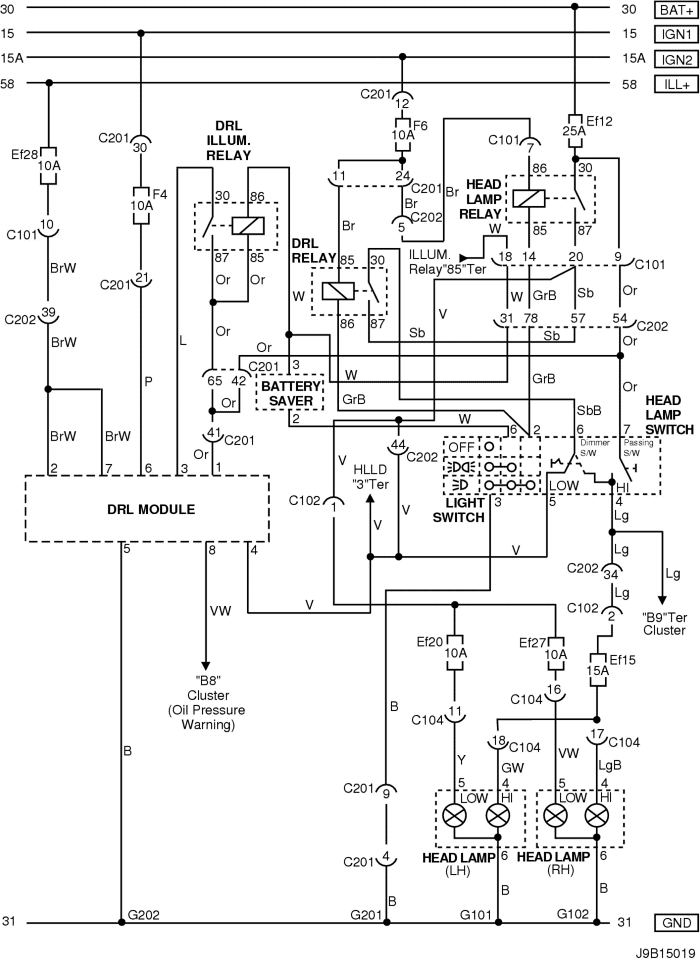 30 30 BAT+
15 15 IGN1
15A 15A IGN2
58 58 ILL+
C201
12
Ef12
25A
F6
10A
DRL
ILLUM.
RELAY
C201
30
C101
7
Ef28
10A
F4
10A
11 24
C201
Br
C202
5
Br
Br
86 30
HEAD
LAMP
RELAY
85 87
30 86
87 85
10
C101
W
ILLUM.
Relay"85"Ter
18 14 20 9
C101
DRL
RELAY
85 30
86 87
BrW
21
C201
Or Or
W
V
W
GrB
Sb
Or
39
C202
31 78 57 54
C202
BrW
L
Or
Or
Sb
Sb
Or
65 42
C201
3
BATTERY
SAVER
2
W
GrB
GrB
Or
P
Or
SbB
HEAD
LAMP
SWITCH
41
C201
Or
W
6 2
6 7
Dimmer
S/W
Passing
S/W
OFF
LOW
HI
BrW BrW
V
44
C202
HLLD
"3"Ter
LIGHT
SWITCH
3
5
4
2 7 6 3 1
DRL MODULE
5 8 4
C102
1
V
V
V
V
Lg
Lg
C202
34
Lg
Lg
C102
2
"B9"Ter
Cluster
VW
"B8"
Cluster
(Oil Pressure
Warning)
Ef20
10A
Ef27
10A
Ef15
15A
11
C104
16
C104
18
C104
17
C104
B
B
Y
GW
VW
LgB
C201
9
5 4
LOW HI
5 4
LOW HI
C201
4
HEAD LAMP
(LH)
6
HEAD LAMP
(RH)
6
B
B
B
31 G202 G201 G101 G102 31 GND
J9B15019